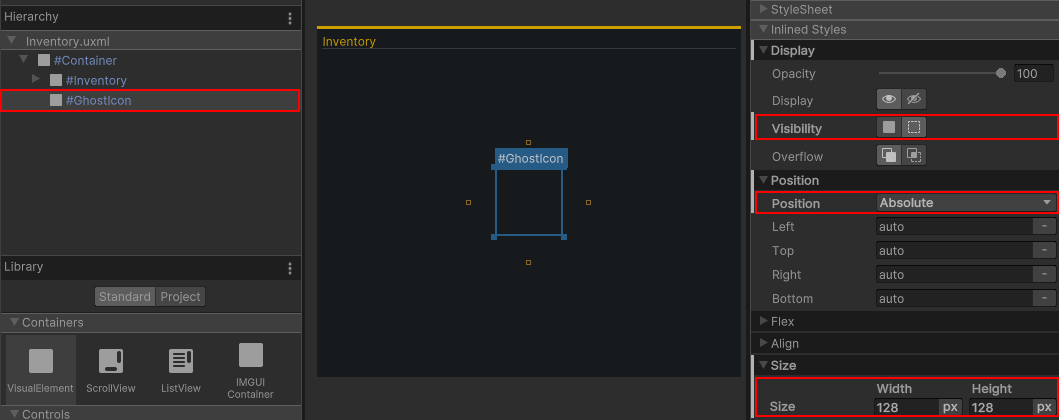 Hierarchy
Inventory.uxml
#Container
#Inventory
#GhostIcon
Library
Standard Project
Containers
VisualElement ScrollView ListView IMGUI
Container
Controls
Inventory
#GhostIcon
StyleSheet
Inlined Styles
Display
Opacity 100
Display
Visibility
Overflow
Position
Position Absolute
Left auto -
Top auto -
Right auto -
Bottom auto -
Flex
Align
Size
Width Height
Size 128 px 128 px